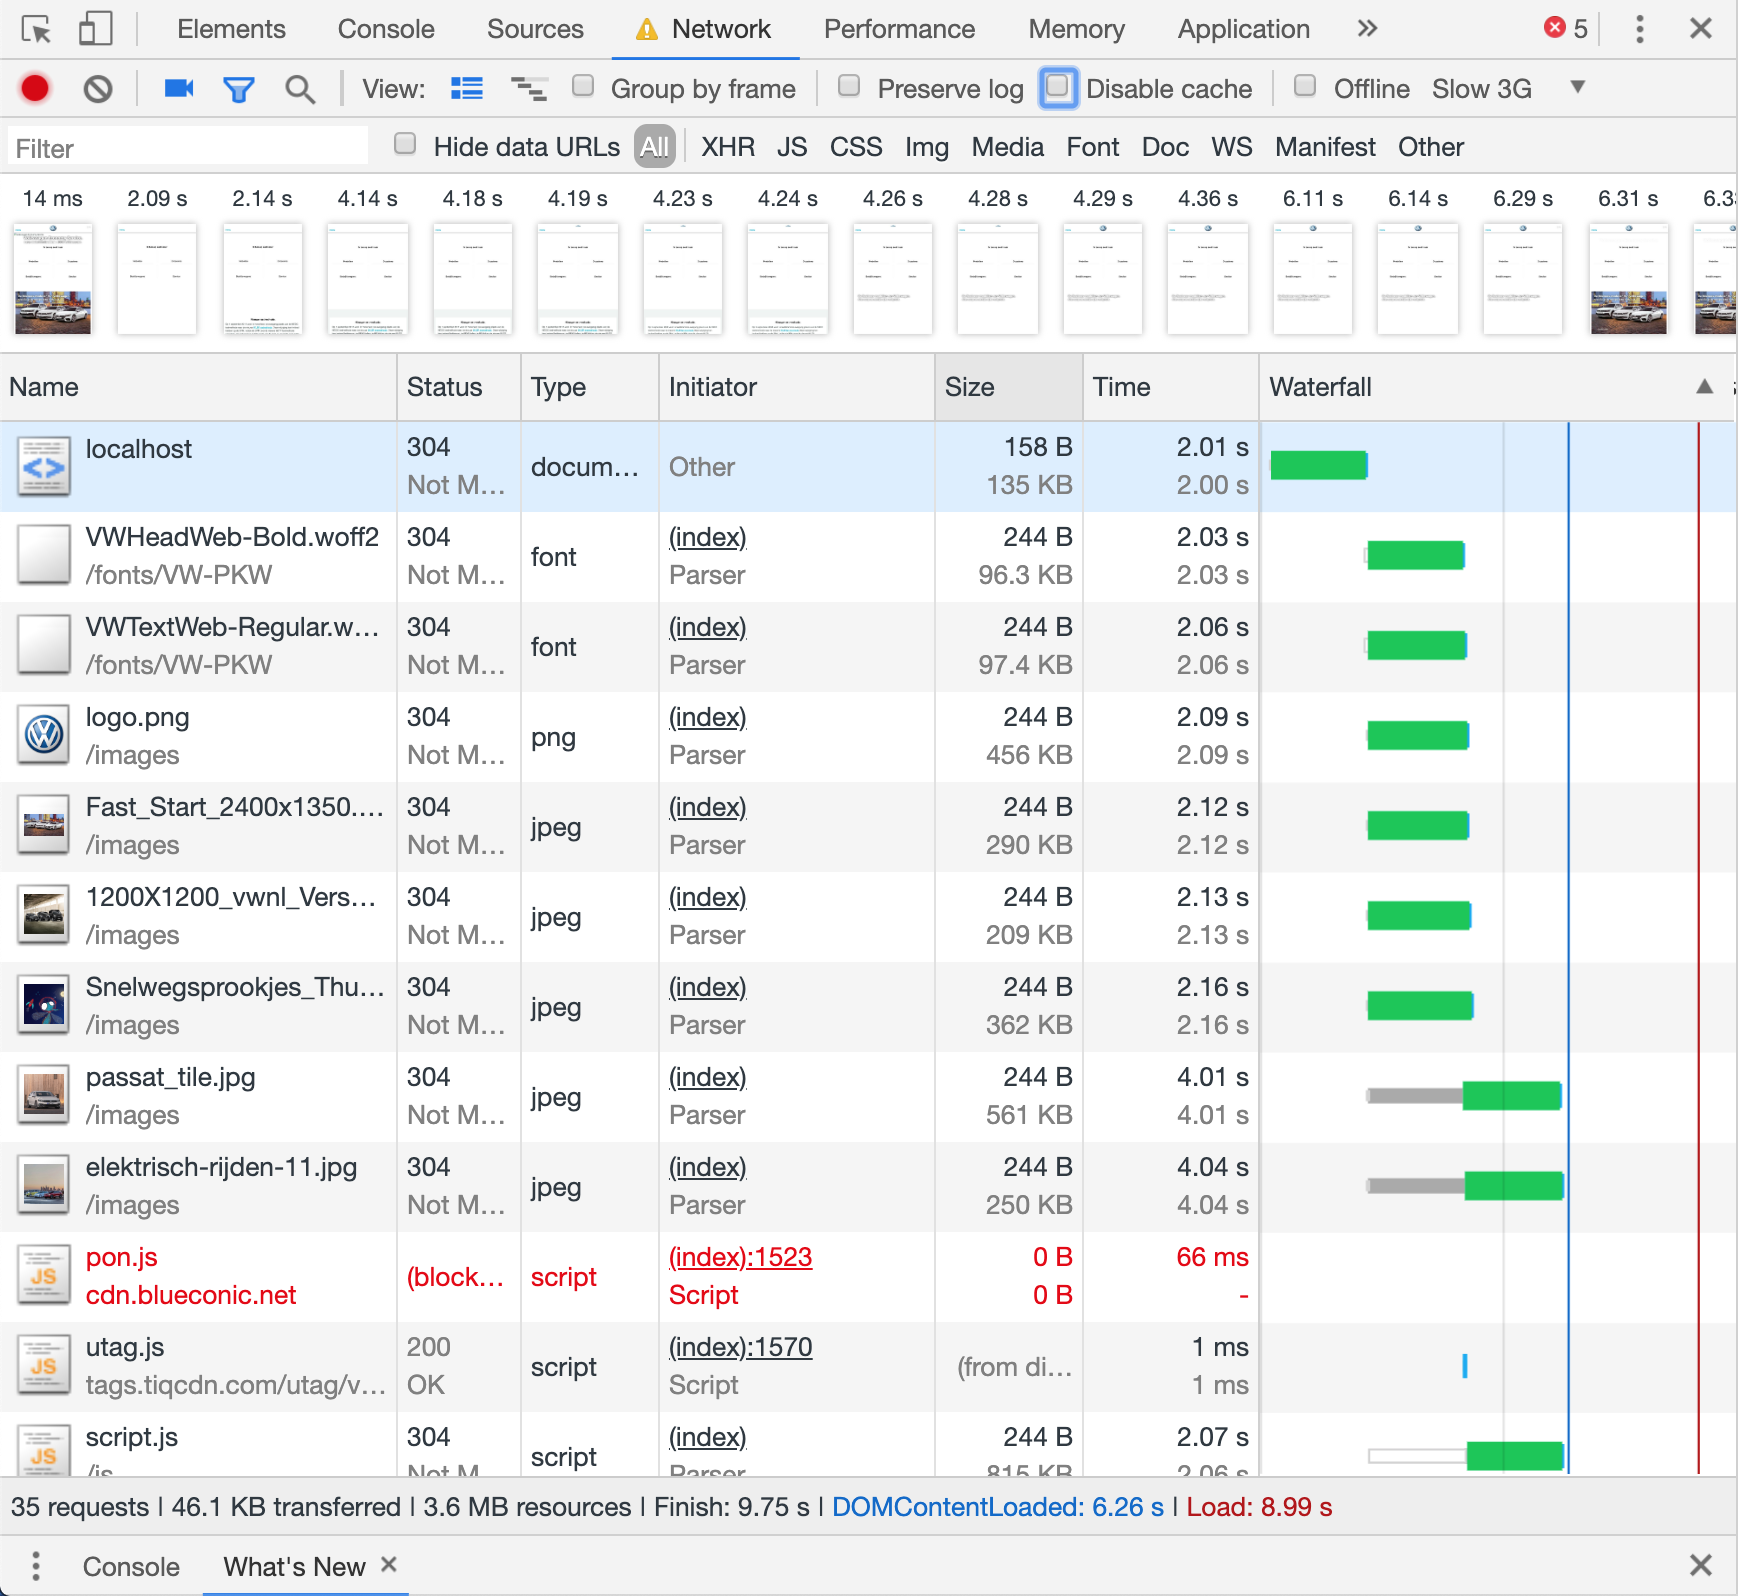 Elements Console Sources Network Performance Memory Application » 5
View: Group by frame Preserve log Disable cache Offline Slow 3G
Filter Hide data URLs All XHR JS CSS Img Media Font Doc WS Manifest Other
14 ms 2.09 s 2.14 s 4.14 s 4.18 s 4.19 s 4.23 s 4.24 s 4.26 s 4.28 s 4.29 s 4.36 s 6.11 s 6.14 s 6.29 s 6.31 s
Name Status Type Initiator Size Time Waterfall
localhost 304 Not M... docum... Other 158 B 135 KB 2.01 s 2.00 s
VWHeadWeb-Bold.woff2 304 (index) 244 B 2.03 s
/fonts/VW-PKW Not M... font Parser 96.3 KB 2.03 s
VWTextWeb-Regular.w... 304 (index) 244 B 2.06 s
/fonts/VW-PKW Not M... font Parser 97.4 KB 2.06 s
logo.png 304 (index) 244 B 2.09 s
/images Not M... png Parser 456 KB 2.09 s
Fast_Start_2400x1350.... 304 (index) 244 B 2.12 s
/images Not M... jpeg Parser 290 KB 2.12 s
1200X1200_vwnl_Vers... 304 (index) 244 B 2.13 s
/images Not M... jpeg Parser 209 KB 2.13 s
Snelwegsprookjes_Thu... 304 (index) 244 B 2.16 s
/images Not M... jpeg Parser 362 KB 2.16 s
passat_tile.jpg 304 (index) 244 B 4.01 s
/images Not M... jpeg Parser 561 KB 4.01 s
elektrisch-rijden-11.jpg 304 (index) 244 B 4.04 s
/images Not M... jpeg Parser 250 KB 4.04 s
pon.js (index):1523 0 B 66 ms
cdn.blueconic.net (block... script Script 0 B -
utag.js 200 (index):1570 1 ms
tags.tiqcdn.com/utag/v... OK script Script (from di... 1 ms
script.js 304 (index) 244 B 2.07 s
/js Not M script Parser 815 KB 2.06 s
35 requests | 46.1 KB transferred | 3.6 MB resources | Finish: 9.75 s | DOMContentLoaded: 6.26 s | Load: 8.99 s
Console What's New ×